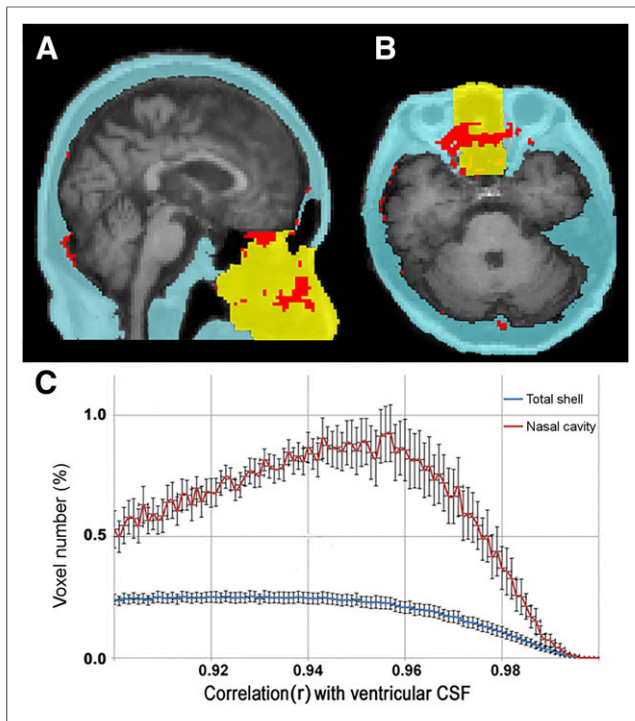 A
B
C
Total shell
Nasal cavity
1.0
0.5
0.0
Voxel number (%)
0.92
0.94
0.96
0.98
Correlation(r) with ventricular CSF